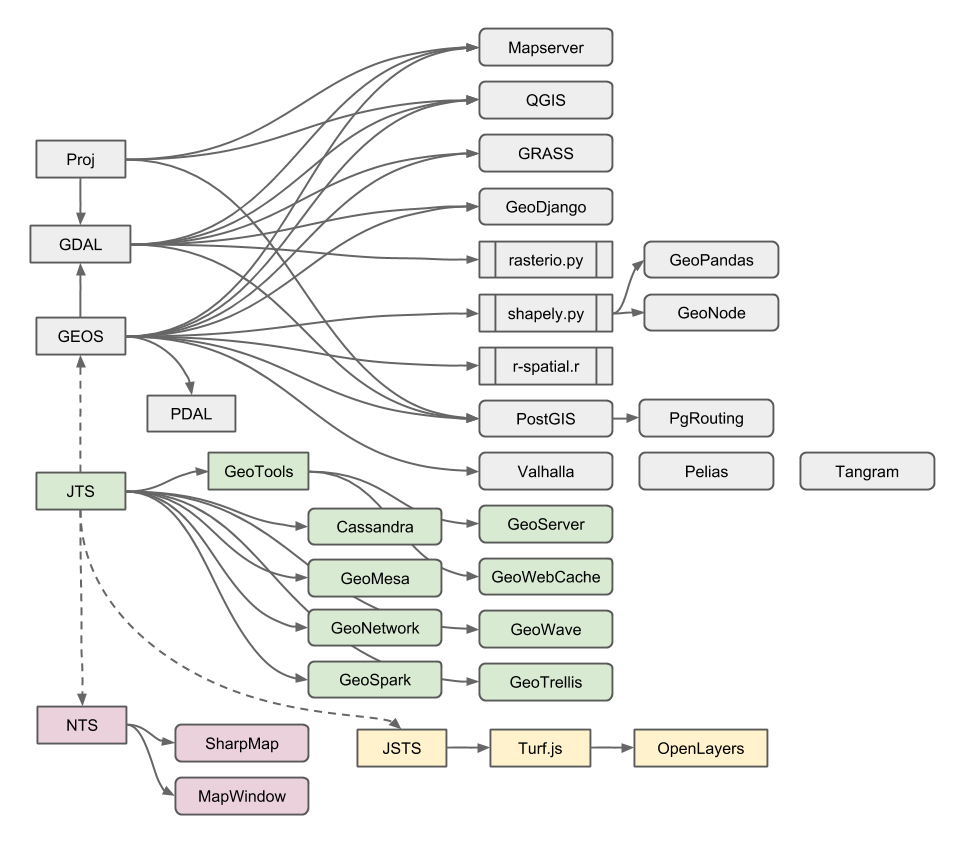 Mapserver
QGIS
Proj
GRASS
GeoDjango
GDAL
rasterio.py
GeoPandas
shapely.py
GeoNode
GEOS
r-spatial.r
PDAL
PostGIS
PgRouting
GeoTools
Valhalla
Pelias
Tangram
JTS
Cassandra
GeoServer
GeoMesa
GeoWebCache
GeoNetwork
GeoWave
GeoSpark
GeoTrellis
NTS
SharpMap
JSTS
Turf.js
OpenLayers
MapWindow